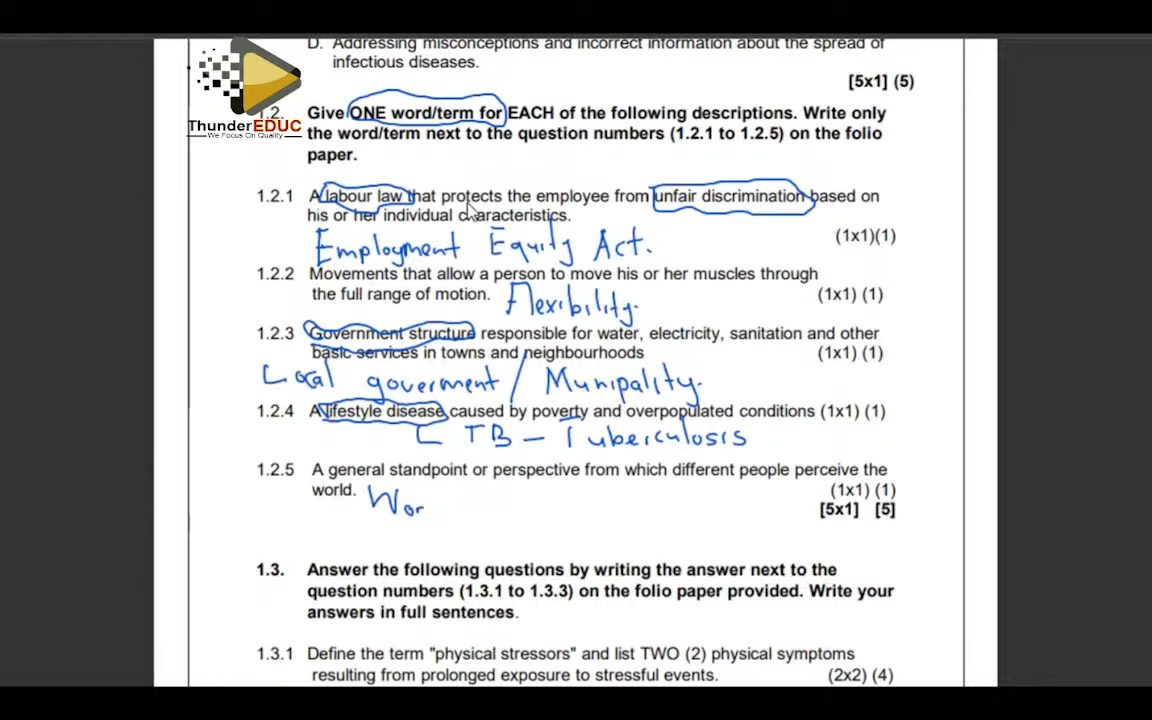 D. Addressing misconceptions and incorrect information about the spread of
infectious diseases.
[5x1] (5)
ThunderEDUC
We Focus On Quality
1.2. Give ONE word/term for EACH of the following descriptions. Write only
the word/term next to the question numbers (1.2.1 to 1.2.5) on the folio
paper.
1.2.1 A labour law that protects the employee from unfair discrimination based on
his or her individual characteristics.
(1x1)(1)
Employment Equity Act.
1.2.2 Movements that allow a person to move his or her muscles through
the full range of motion. (1x1) (1)
Flexibility.
1.2.3 Government structure responsible for water, electricity, sanitation and other
basic services in towns and neighbourhoods (1x1) (1)
Local goverment / Munipality.
1.2.4 A lifestyle disease caused by poverty and overpopulated conditions (1x1) (1)
TB – Tuberculosis
1.2.5 A general standpoint or perspective from which different people perceive the
world. (1x1) (1)
Wor
[5x1] [5]
1.3. Answer the following questions by writing the answer next to the
question numbers (1.3.1 to 1.3.3) on the folio paper provided. Write your
answers in full sentences.
1.3.1 Define the term "physical stressors" and list TWO (2) physical symptoms
resulting from prolonged exposure to stressful events. (2x2) (4)